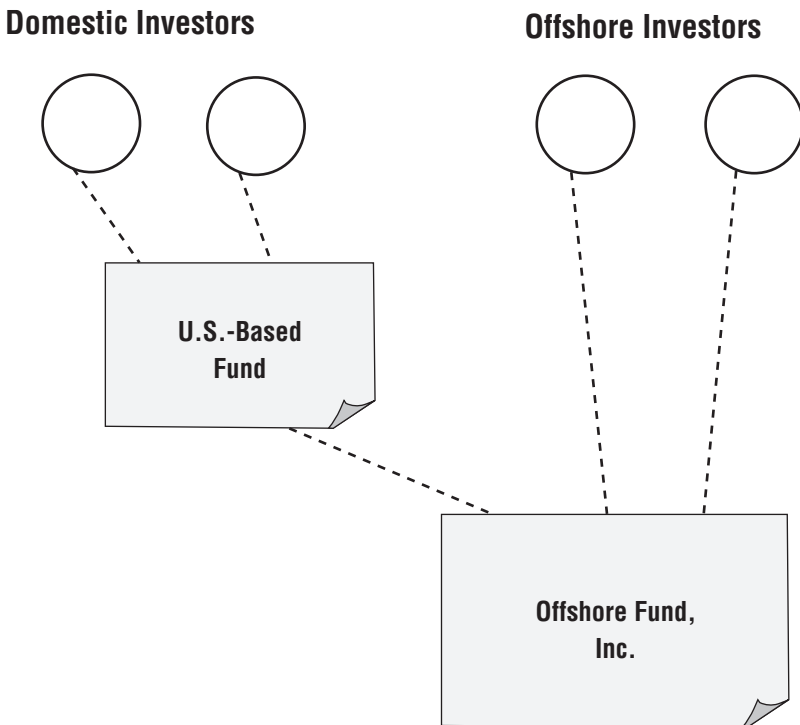 Domestic Investors
Offshore Investors
U.S.-Based
Fund
Offshore Fund,
Inc.